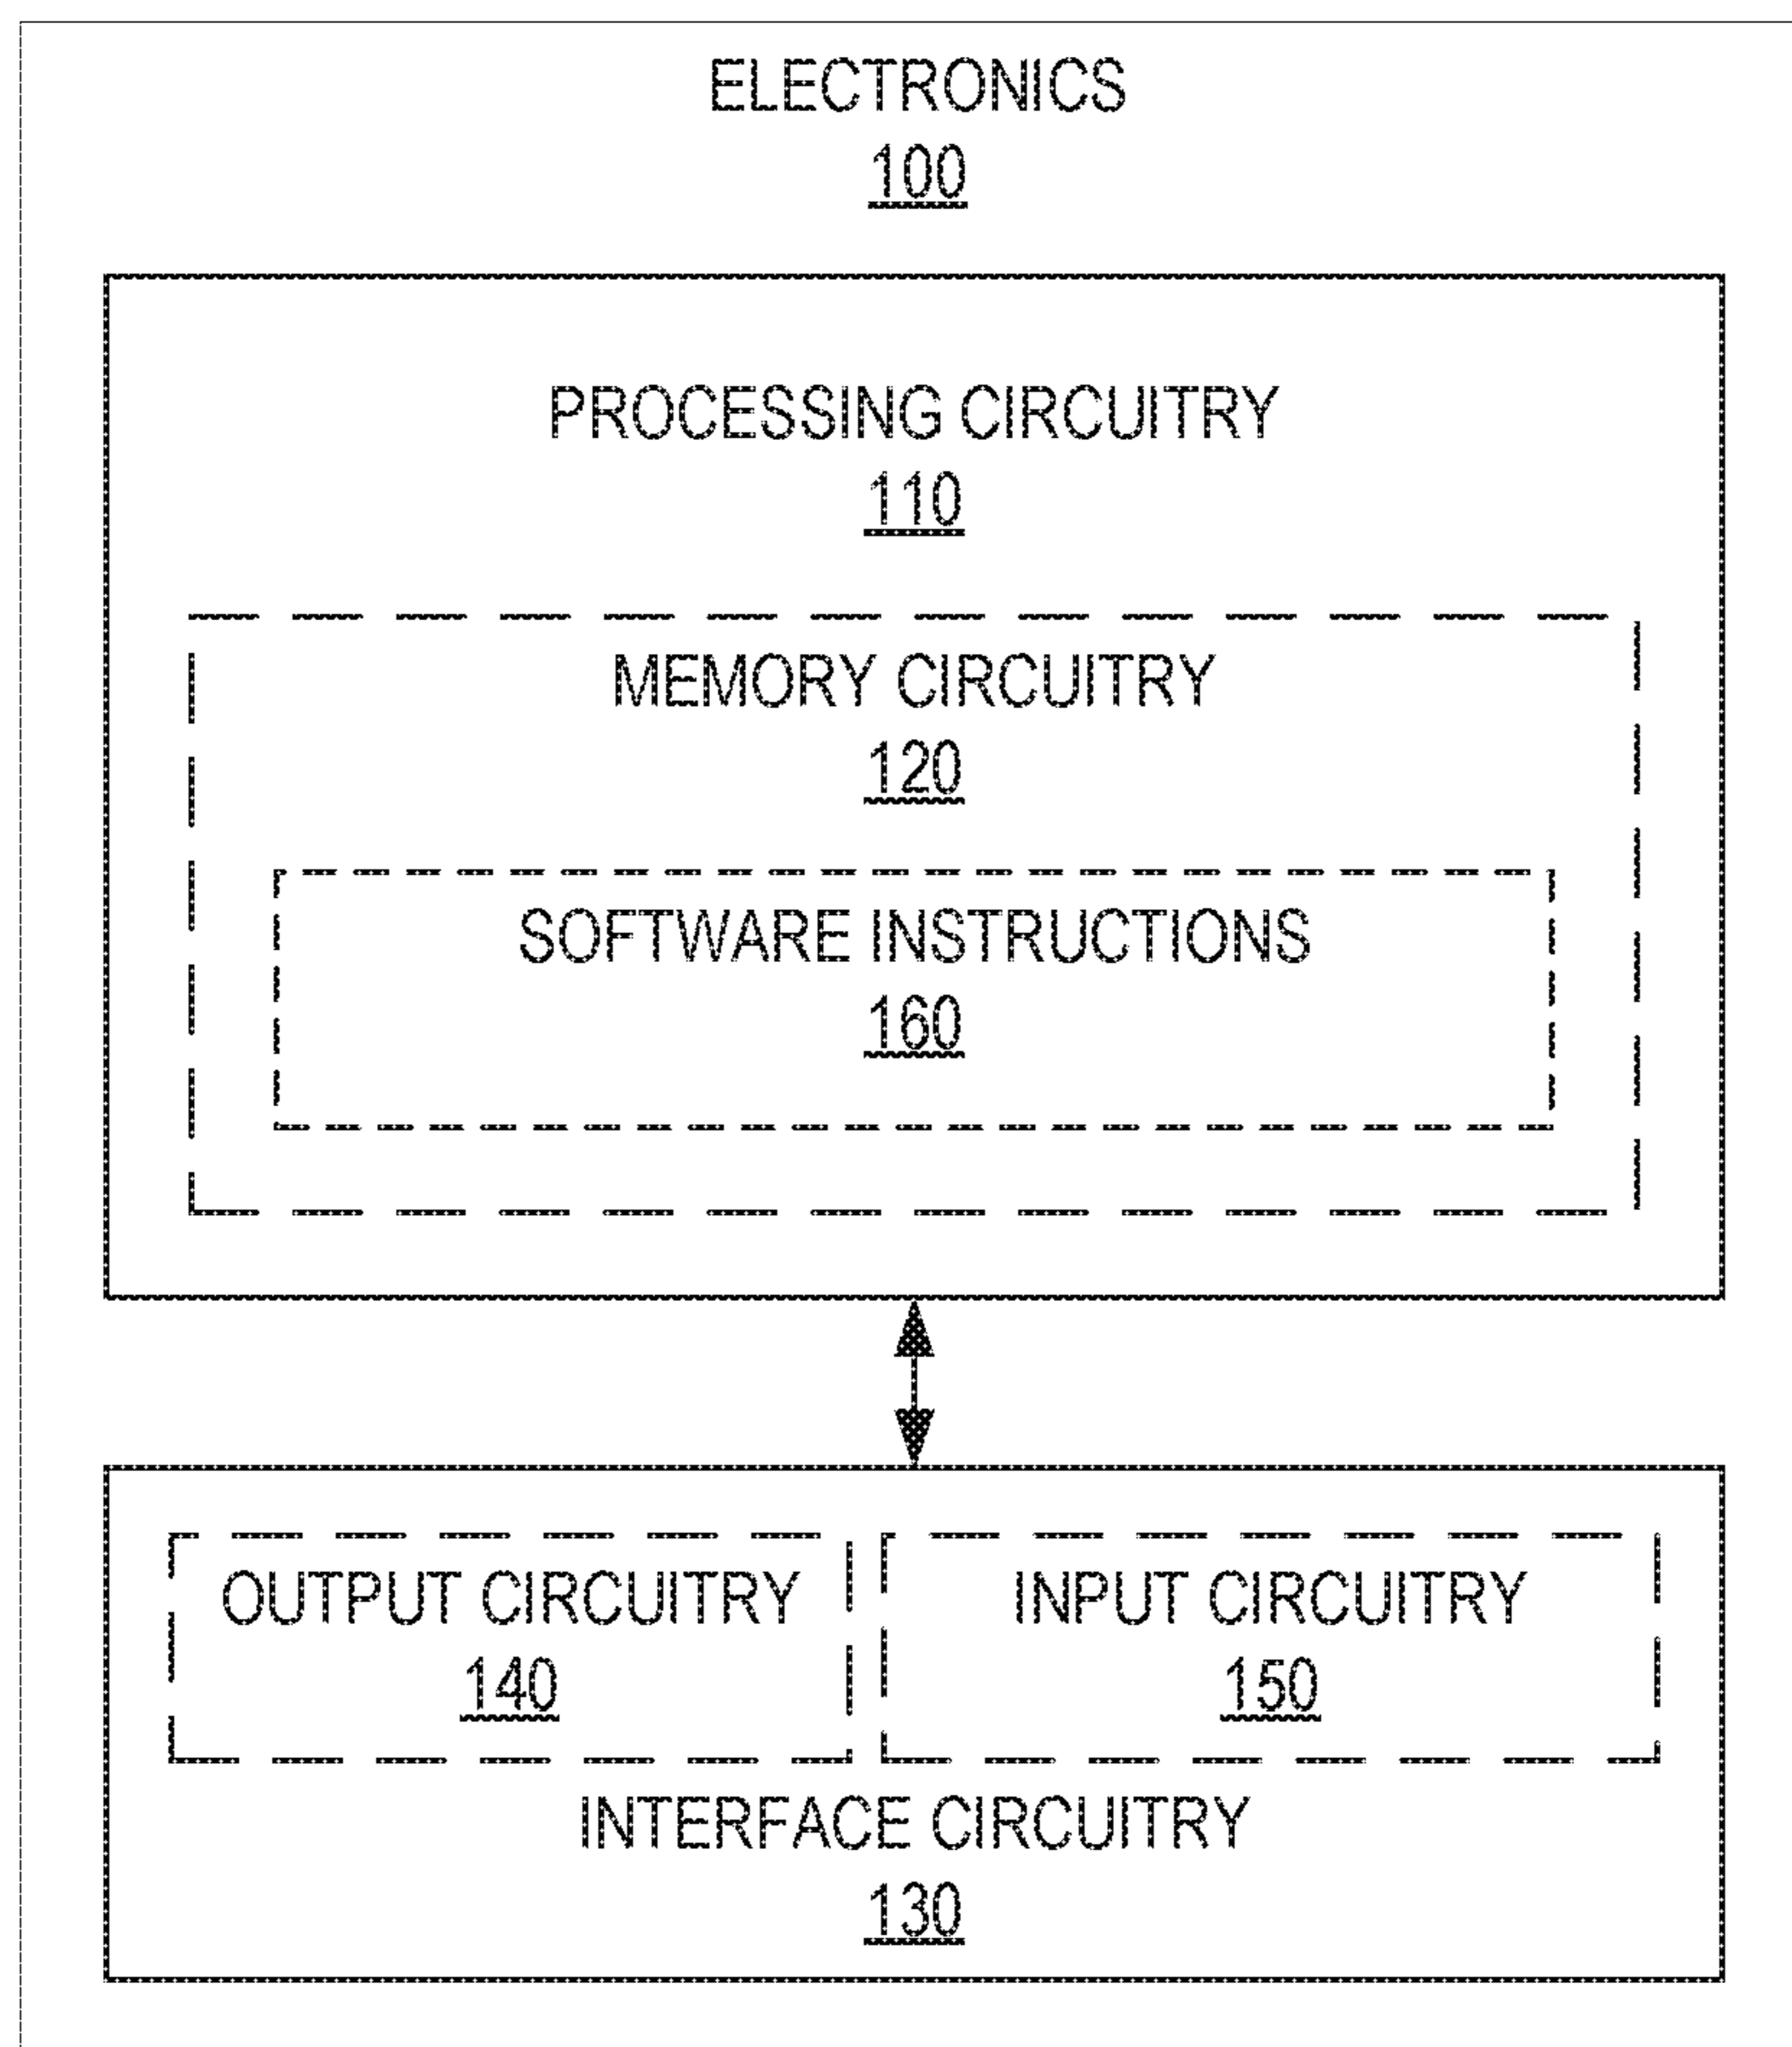 ELECTRONICS
100
PROCESSING CIRCUITRY
110
MEMORY CIRCUITRY
120
SOFTWARE INSTRUCTIONS
160
OUTPUT CIRCUITRY
140
INPUT CIRCUITRY
150
INTERFACE CIRCUITRY
130